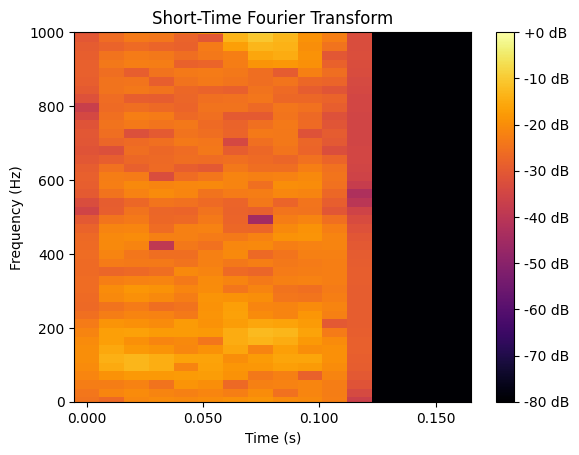 Short-Time Fourier Transform
1000
800
600
400
200
0
Frequency (Hz)
0.000
0.050
0.100
0.150
Time (s)
+0 dB
-10 dB
-20 dB
-30 dB
-40 dB
-50 dB
-60 dB
-70 dB
-80 dB